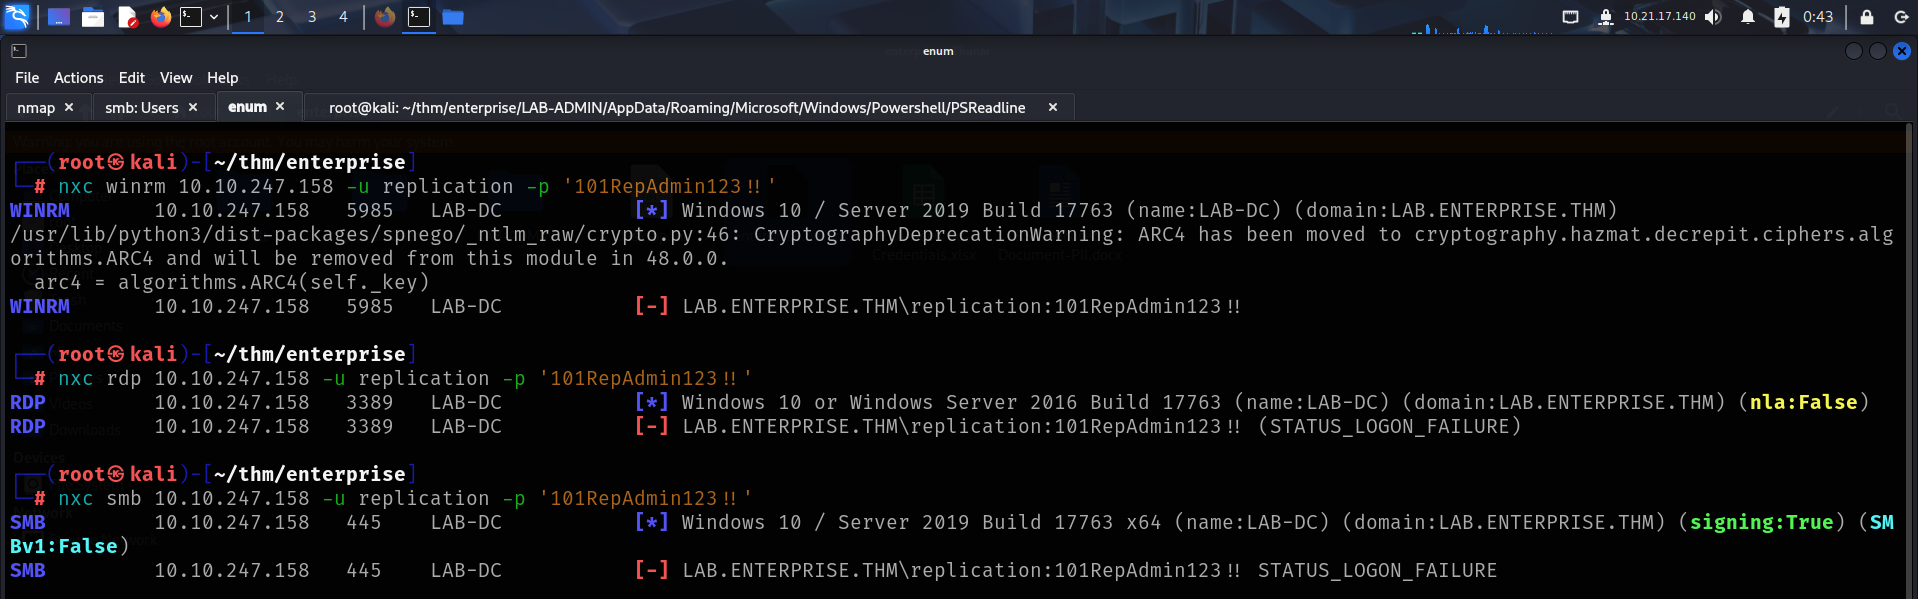 1 2 3 4 10.21.17.140 0:43
enum
File Actions Edit View Help
nmap × smb: Users × enum × root@kali: ~/thm/enterprise/LAB-ADMIN/AppData/Roaming/Microsoft/Windows/Powershell/PSReadline ×
┌──(root㉿kali)-[~/thm/enterprise]
└─# nxc winrm 10.10.247.158 -u replication -p '101RepAdmin123!!'
WINRM 10.10.247.158 5985 LAB-DC [*] Windows 10 / Server 2019 Build 17763 (name:LAB-DC) (domain:LAB.ENTERPRISE.THM)
/usr/lib/python3/dist-packages/spnego/_ntlm_raw/crypto.py:46: CryptographyDeprecationWarning: ARC4 has been moved to cryptography.hazmat.decrepit.ciphers.alg
orithms.ARC4 and will be removed from this module in 48.0.0.
arc4 = algorithms.ARC4(self._key)
WINRM 10.10.247.158 5985 LAB-DC [-] LAB.ENTERPRISE.THM\replication:101RepAdmin123!!
┌──(root㉿kali)-[~/thm/enterprise]
└─# nxc rdp 10.10.247.158 -u replication -p '101RepAdmin123!!'
RDP 10.10.247.158 3389 LAB-DC [*] Windows 10 or Windows Server 2016 Build 17763 (name:LAB-DC) (domain:LAB.ENTERPRISE.THM) (nla:False)
RDP 10.10.247.158 3389 LAB-DC [-] LAB.ENTERPRISE.THM\replication:101RepAdmin123!! (STATUS_LOGON_FAILURE)
┌──(root㉿kali)-[~/thm/enterprise]
└─# nxc smb 10.10.247.158 -u replication -p '101RepAdmin123!!'
SMB 10.10.247.158 445 LAB-DC [*] Windows 10 / Server 2019 Build 17763 x64 (name:LAB-DC) (domain:LAB.ENTERPRISE.THM) (signing:True) (SM
Bv1:False)
SMB 10.10.247.158 445 LAB-DC [-] LAB.ENTERPRISE.THM\replication:101RepAdmin123!! STATUS_LOGON_FAILURE